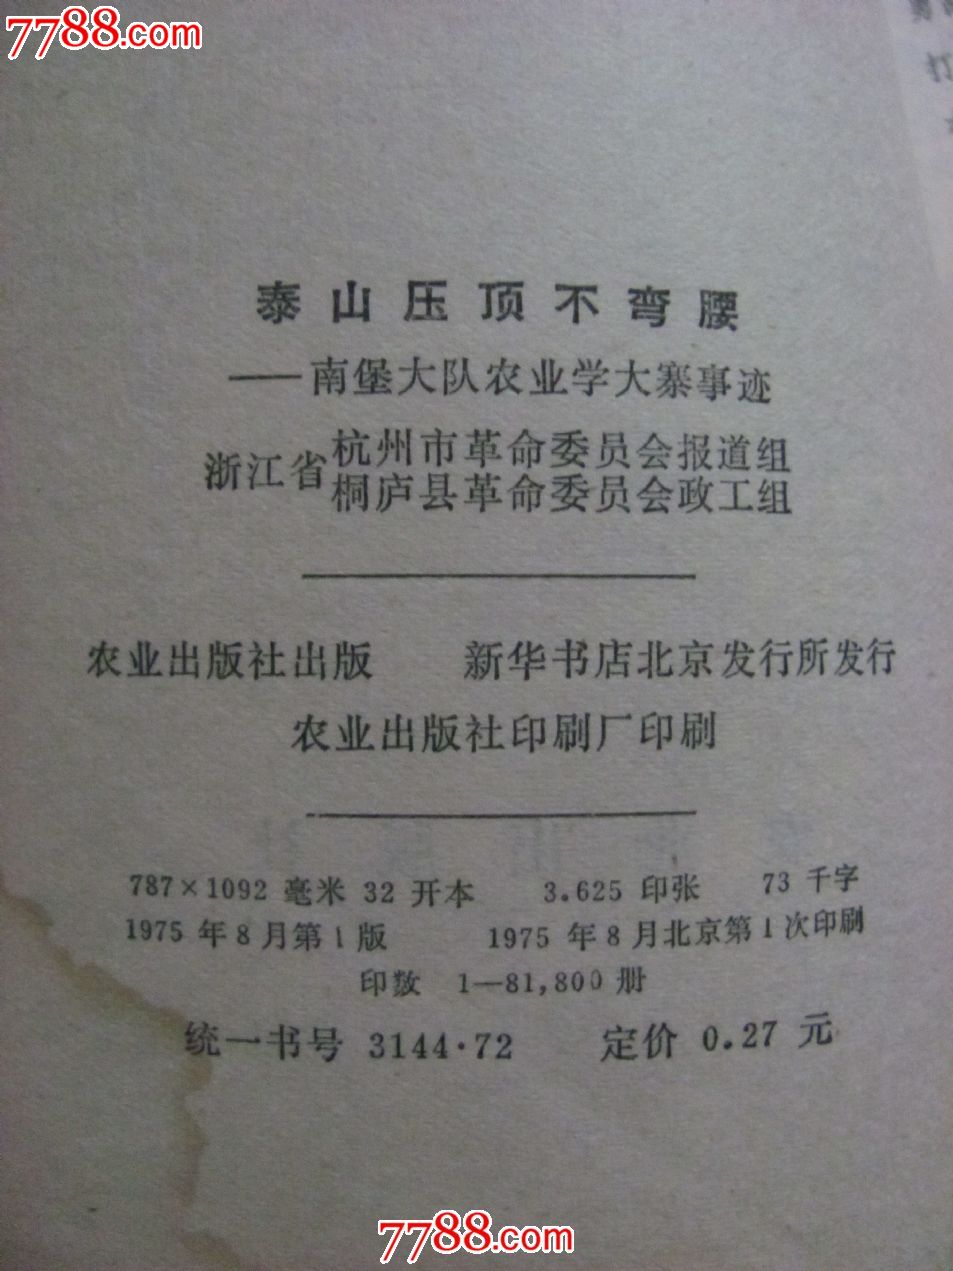 7788.com
7788.com
打
泰山压顶不弯腰
——南堡大队农业学大寨事迹
浙江省
杭州市革命委员会报道组
桐庐县革命委员会政工组
农业出版社出版 新华书店北京发行所发行
农业出版社印刷厂印刷
787×1092 毫米 32 开本 3.625 印张 73 千字
1975 年 8 月第 1 版 1975 年 8 月北京第 1 次印刷
印数 1—81,800 册
统一书号 3144·72 定价 0.27 元
7788.com